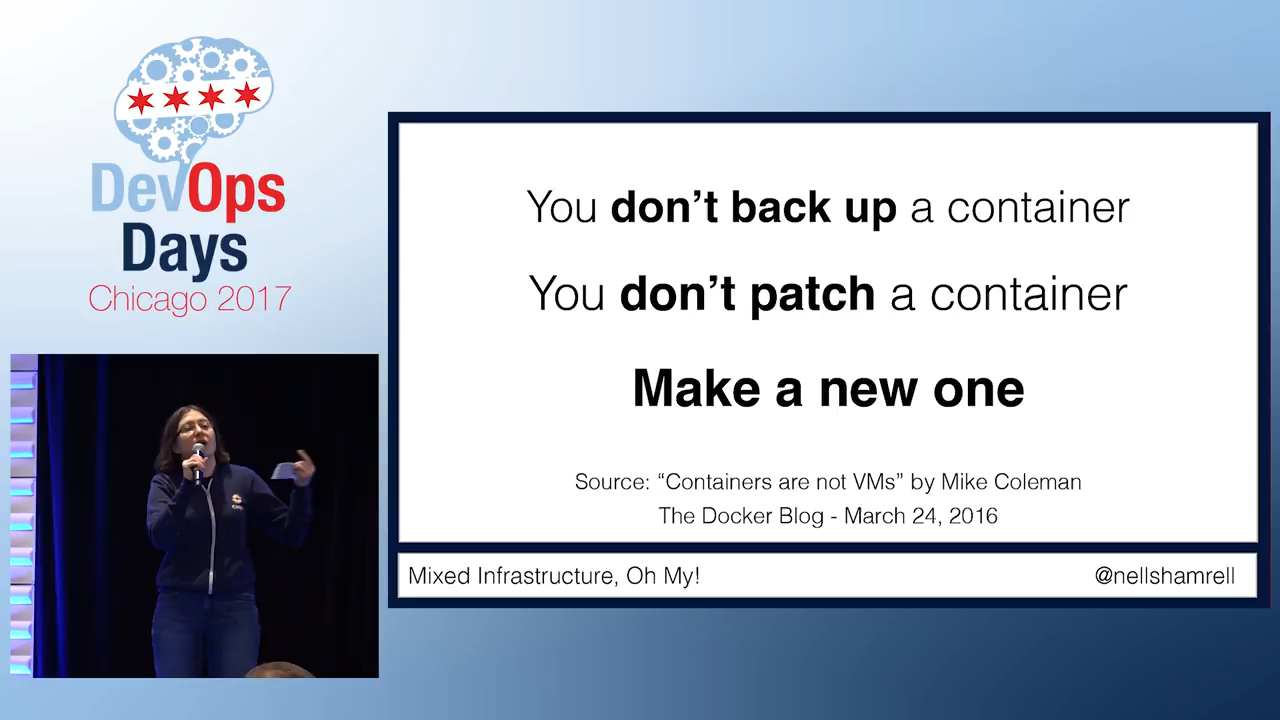 DevOps
Days
Chicago 2017
You don’t back up a container
You don’t patch a container
Make a new one
Source: “Containers are not VMs” by Mike Coleman
The Docker Blog - March 24, 2016
Mixed Infrastructure, Oh My!
@nellshamrell